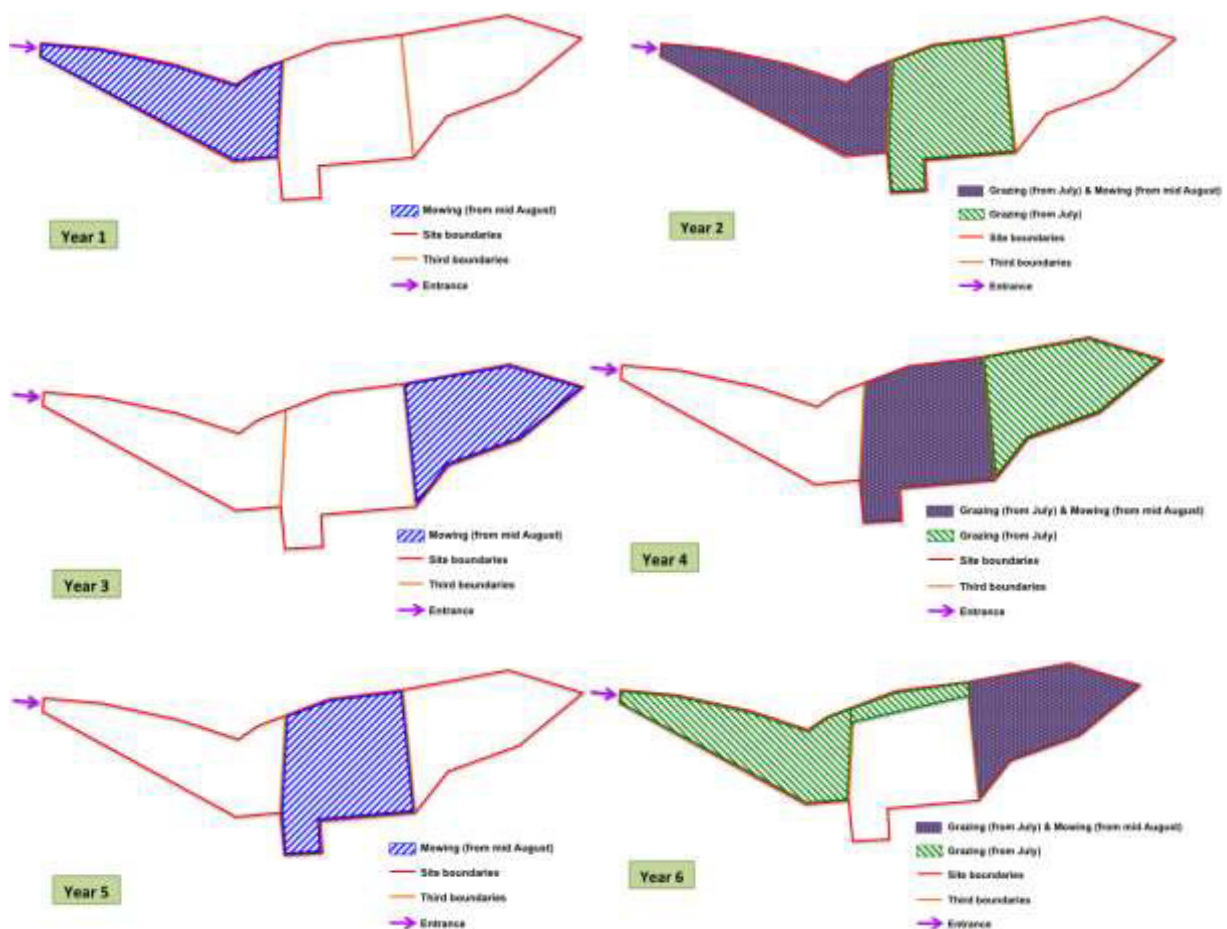 Mowing (from mid August)
Site boundaries
Third boundaries
Entrance
Year 1
Grazing (from July) & Mowing (from mid August)
Grazing (from July)
Site boundaries
Third boundaries
Entrance
Year 2
Mowing (from mid August)
Site boundaries
Third boundaries
Entrance
Year 3
Grazing (from July) & Mowing (from mid August)
Grazing (from July)
Site boundaries
Third boundaries
Entrance
Year 4
Mowing (from mid August)
Site boundaries
Third boundaries
Entrance
Year 5
Grazing (from July) & Mowing (from mid August)
Grazing (from July)
Site boundaries
Third boundaries
Entrance
Year 6